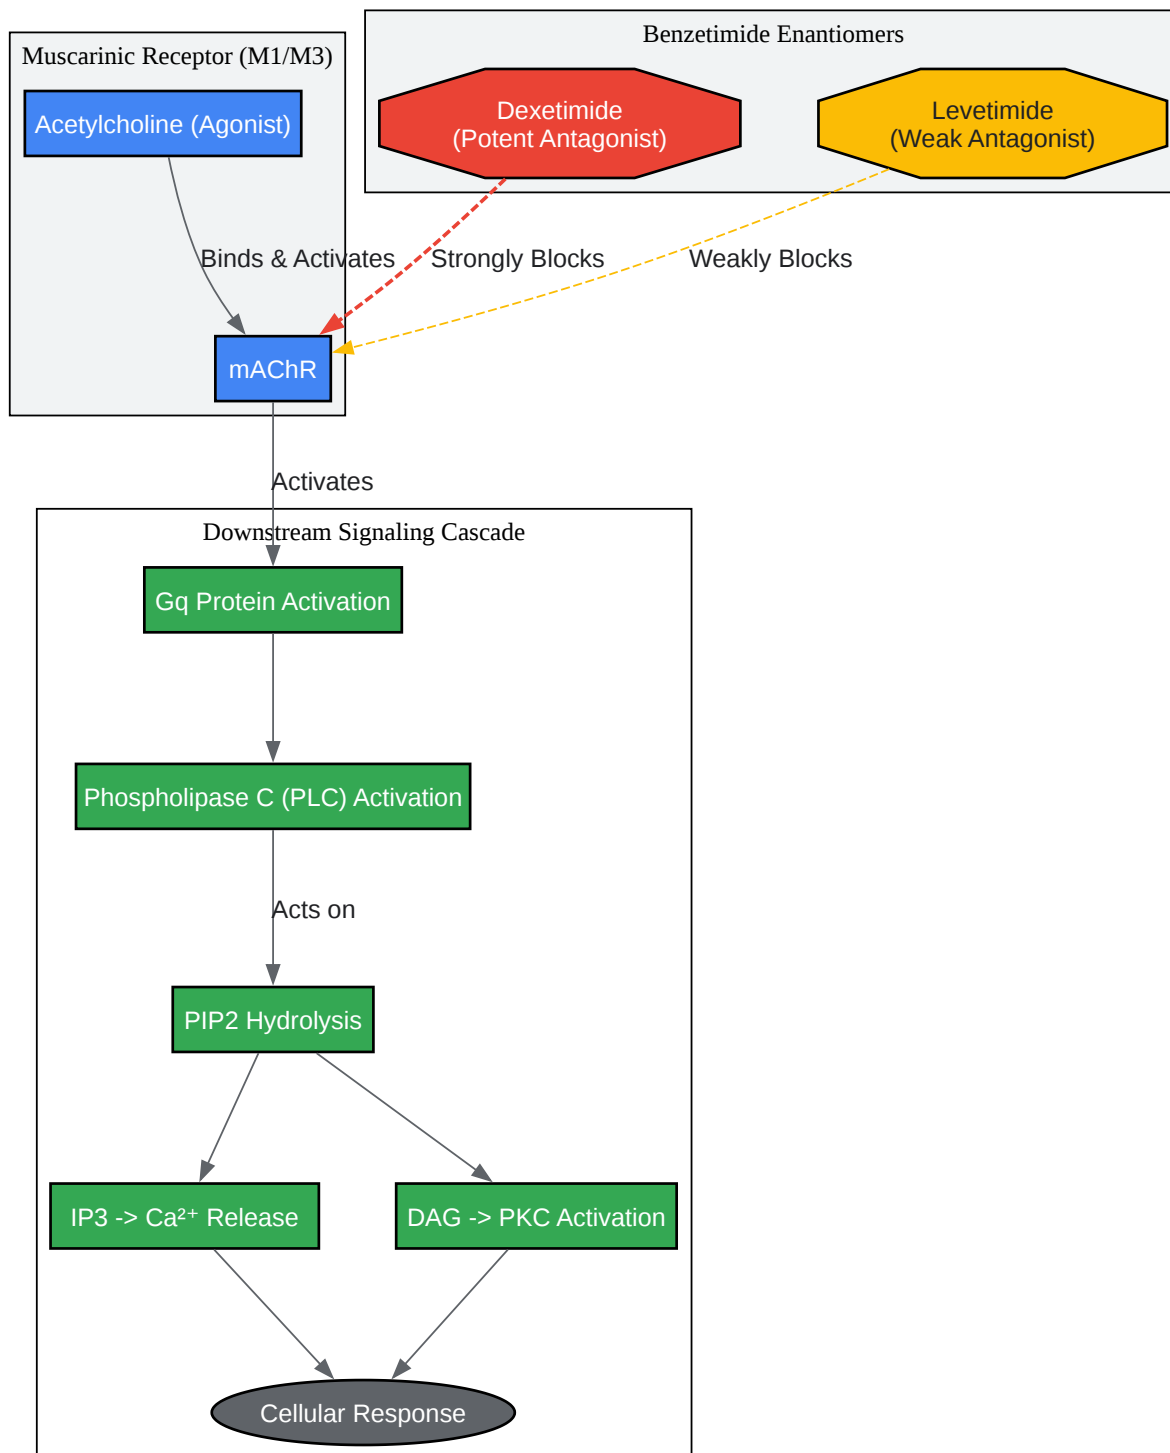 Benzetimide Enantiomers
Muscarinic Receptor (M1/M3)
Acetylcholine (Agonist)
Dexetimide
(Potent Antagonist)
Levetimide
(Weak Antagonist)
Binds & Activates
Strongly Blocks
Weakly Blocks
mAChR
Activates
Downstream Signaling Cascade
Gq Protein Activation
Phospholipase C (PLC) Activation
Acts on
PIP2 Hydrolysis
IP3 -> Ca²⁺ Release
DAG -> PKC Activation
Cellular Response